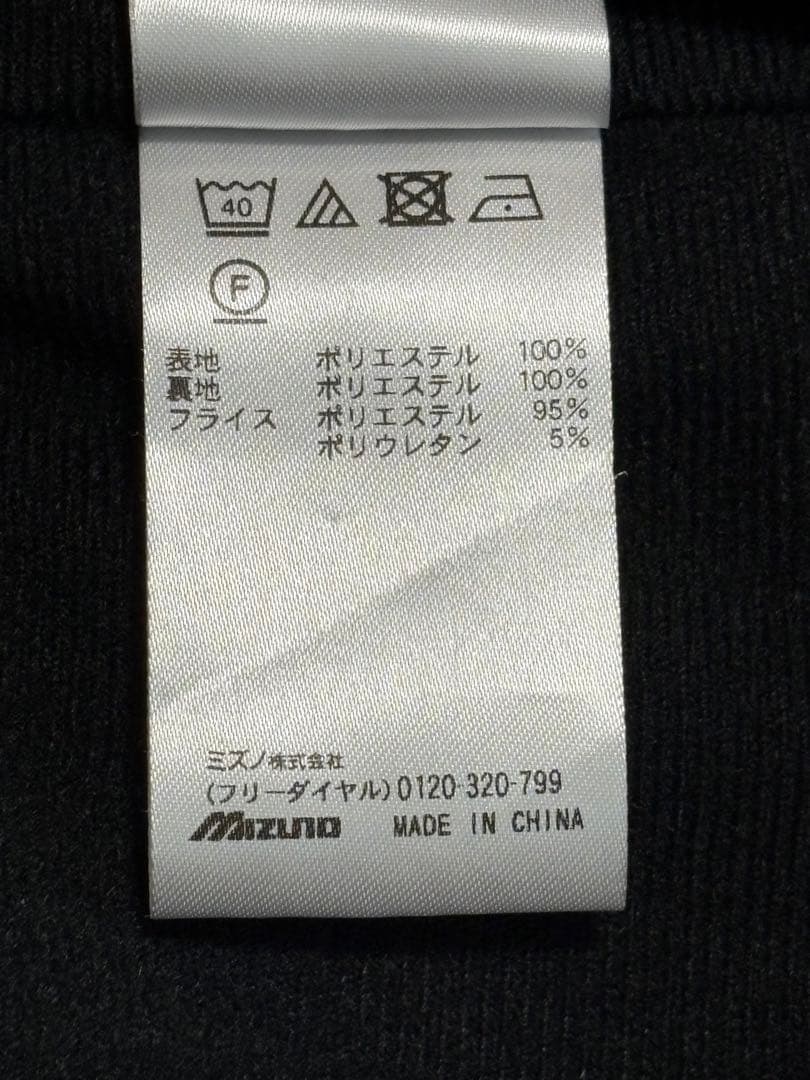 40
F
表地 ポリエステル 100%
裏地 ポリエステル 100%
フライス ポリエステル 95%
ポリウレタン 5%
ミズノ株式会社
(フリーダイヤル)0120-320-799
MIZUNO MADE IN CHINA